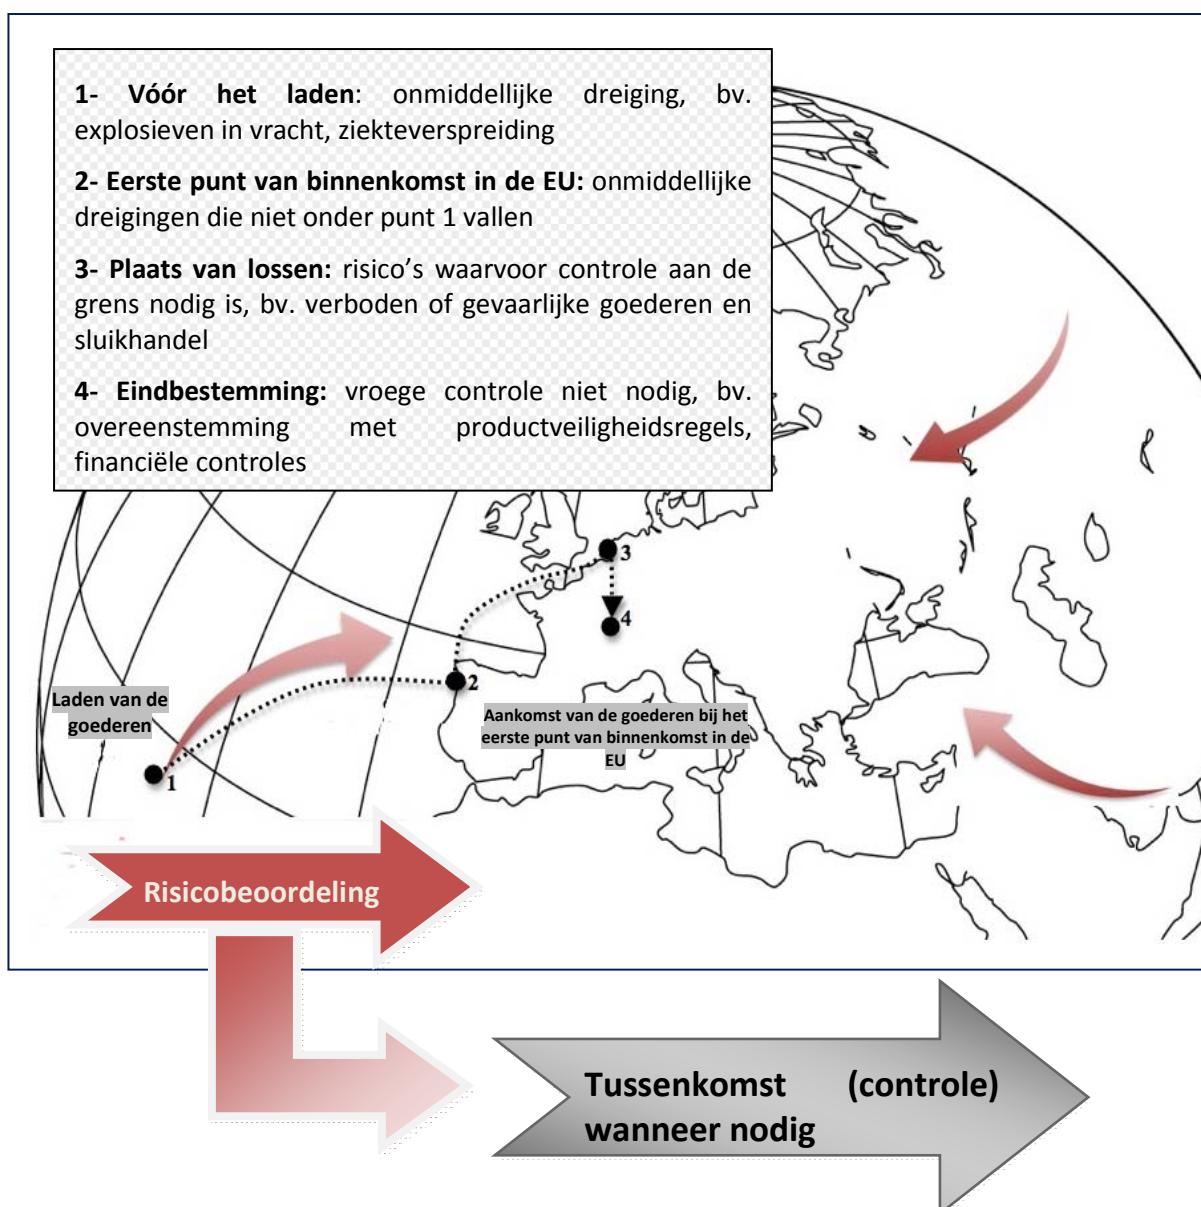 1- Vóór het laden: onmiddellijke dreiging, bv.
explosieven in vracht, ziekteverspreiding
2- Eerste punt van binnenkomst in de EU: onmiddellijke
dreigingen die niet onder punt 1 vallen
3- Plaats van lossen: risico’s waarvoor controle aan de
grens nodig is, bv. verboden of gevaarlijke goederen en
sluikhandel
4- Eindbestemming: vroege controle niet nodig, bv.
overeenstemming met productveiligheidsregels,
financiële controles
3
4
2
Laden van de
goederen
Aankomst van de goederen bij het
eerste punt van binnenkomst in de
EU
1
Risicobeoordeling
Tussenkomst (controle)
wanneer nodig